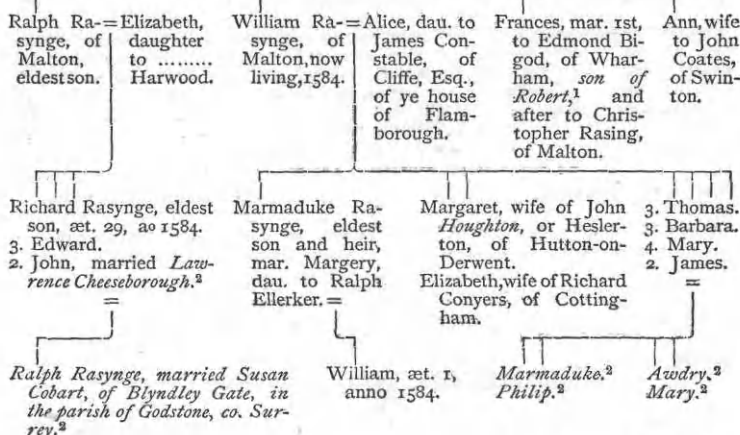 Ralph Ra-=
synge, of
Malton,
eldest son.
Elizabeth,
daughter
to .........
Harwood.
William Ra-=
synge, of
Malton, now
living, 1584.
Alice, dau. to
James Con-
stable, of
Cliffe, Esq.,
of ye house
of Flam-
borough.
Frances, mar. 1st,
to Edmond Bi-
god, of Whar-
ham, son of
Robert,¹ and
after to Chris-
topher Rasing,
of Malton.
Ann, wife
to John
Coates,
of Swin-
ton.
Richard Rasynge, eldest
son, æt. 29, ao 1584.
3. Edward.
2. John, married Law-
rence Cheeseborough.²
=
Marmaduke Ra-
synge, eldest
son and heir,
mar. Margery,
dau. to Ralph
Ellerker. =
Margaret, wife of John
Houghton, or Hesler-
ton, of Hutton-on-
Derwent.
Elizabeth, wife of Richard
Conyers, of Cotting-
ham.
3. Thomas.
3. Barbara.
4. Mary.
2. James.
=
Ralph Rasynge, married Susan
Cobart, of Blyndley Gate, in
the parish of Godstone, co. Sur-
rey.²
William, æt. 1,
anno 1584.
Marmaduke.²
Philip.²
Awdry.²
Mary.²